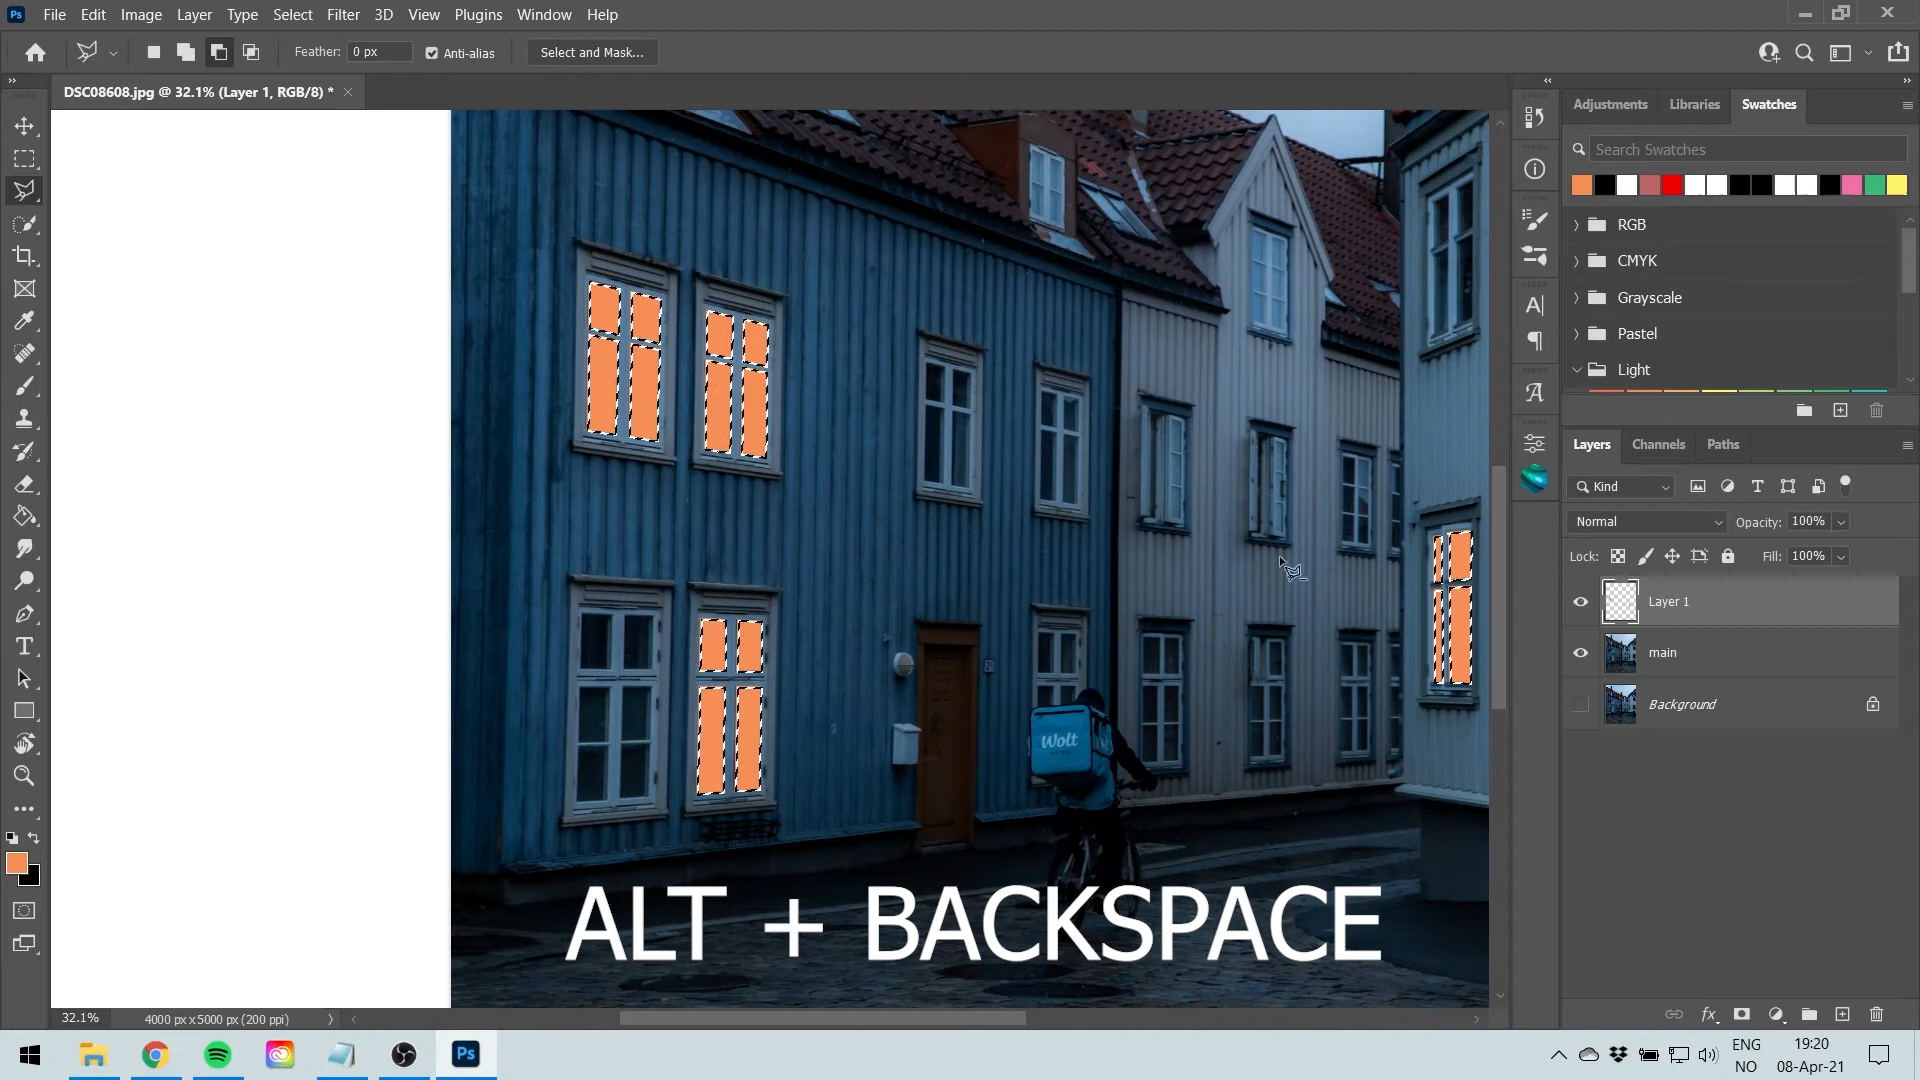 Ps File Edit Image Layer Type Select Filter 3D View Plugins Window Help
Feather: 0 px Anti-alias Select and Mask...
DSC08608.jpg @ 32.1% (Layer 1, RGB/8) *
Adjustments Libraries Swatches
Search Swatches
RGB
CMYK
Grayscale
Pastel
Light
Layers Channels Paths
Kind
Normal Opacity: 100%
Lock: Fill: 100%
Layer 1
main
Background
Wolt
ALT + BACKSPACE
32.1% 4000 px x 5000 px (200 ppi)
fx
Ps
ENG 19:20
NO 08-Apr-21